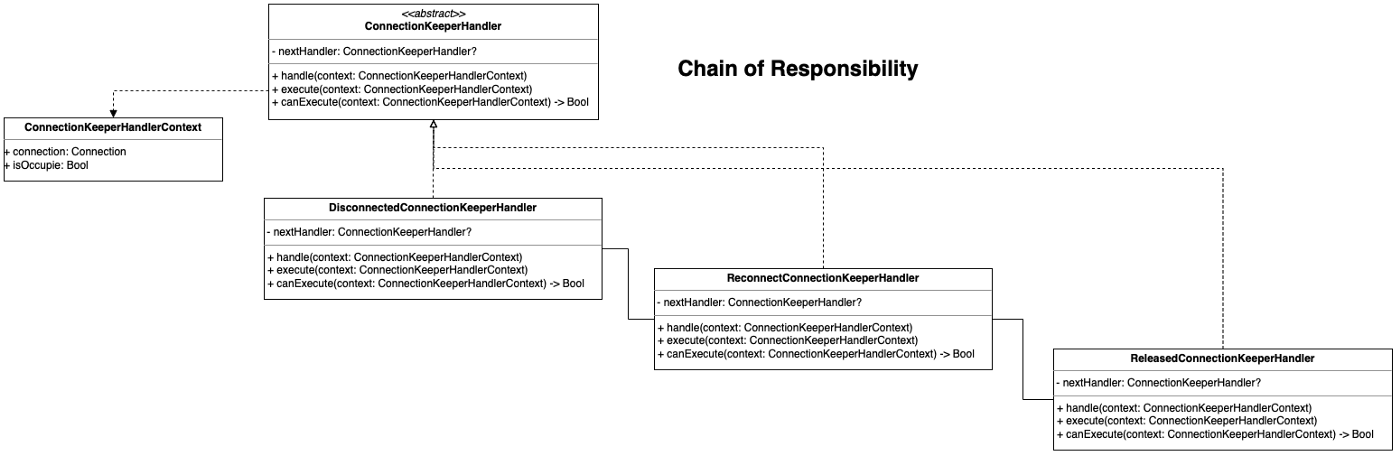 <<abstract>>
ConnectionKeeperHandler
- nextHandler: ConnectionKeeperHandler?
+ handle(context: ConnectionKeeperHandlerContext)
+ execute(context: ConnectionKeeperHandlerContext)
+ canExecute(context: ConnectionKeeperHandlerContext) -> Bool
Chain of Responsibility
ConnectionKeeperHandlerContext
+ connection: Connection
+ isOccupie: Bool
DisconnectedConnectionKeeperHandler
- nextHandler: ConnectionKeeperHandler?
+ handle(context: ConnectionKeeperHandlerContext)
+ execute(context: ConnectionKeeperHandlerContext)
+ canExecute(context: ConnectionKeeperHandlerContext) -> Bool
ReconnectConnectionKeeperHandler
- nextHandler: ConnectionKeeperHandler?
+ handle(context: ConnectionKeeperHandlerContext)
+ execute(context: ConnectionKeeperHandlerContext)
+ canExecute(context: ConnectionKeeperHandlerContext) -> Bool
ReleasedConnectionKeeperHandler
- nextHandler: ConnectionKeeperHandler?
+ handle(context: ConnectionKeeperHandlerContext)
+ execute(context: ConnectionKeeperHandlerContext)
+ canExecute(context: ConnectionKeeperHandlerContext) -> Bool